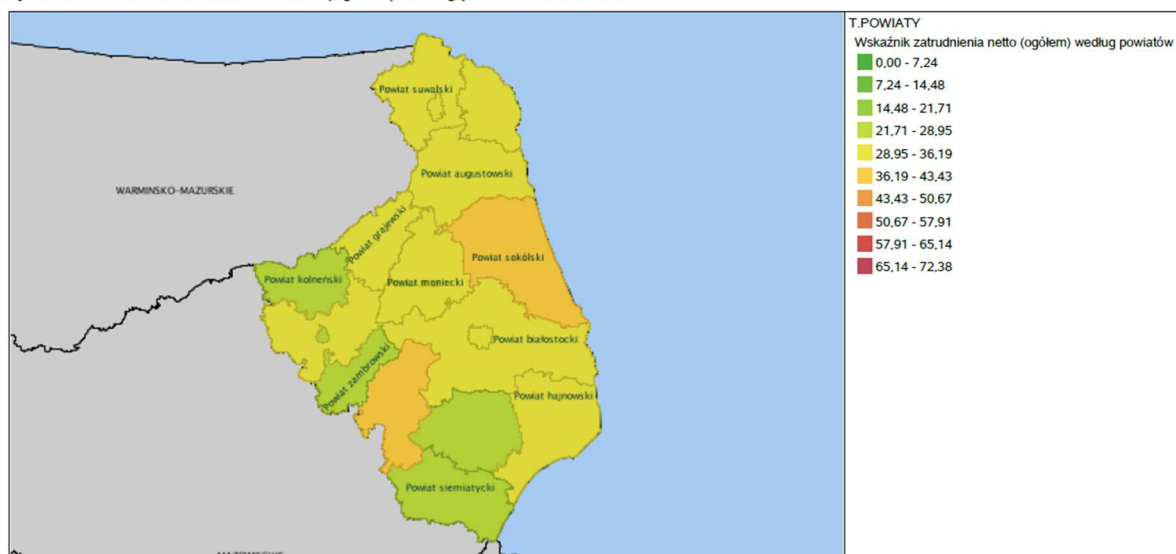 T.POWIATY
Wskaźnik zatrudnienia netto (ogółem) według powiatów
0,00 - 7,24
7,24 - 14,48
14,48 - 21,71
21,71 - 28,95
28,95 - 36,19
36,19 - 43,43
43,43 - 50,67
50,67 - 57,91
57,91 - 65,14
65,14 - 72,38
Powiat suwalski
Powiat augustowski
WARMIŃSKO-MAZURSKIE
Powiat grajewski
Powiat sokólski
Powiat kolneński
Powiat moniecki
Powiat białostocki
Powiat zambrowski
Powiat hajnowski
Powiat siemiatycki